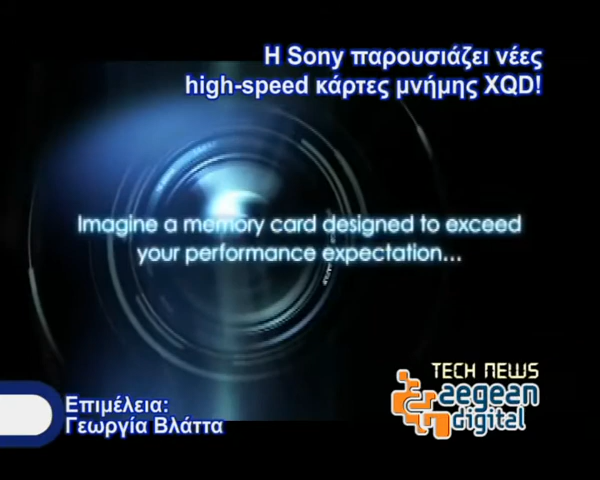 Η Sony παρουσιάζει νέες
high-speed κάρτες μνήμης XQD!
Imagine a memory card designed to exceed
your performance expectation...
TECH NEWS
aegean
digital
Επιμέλεια:
Γεωργία Βλάττα